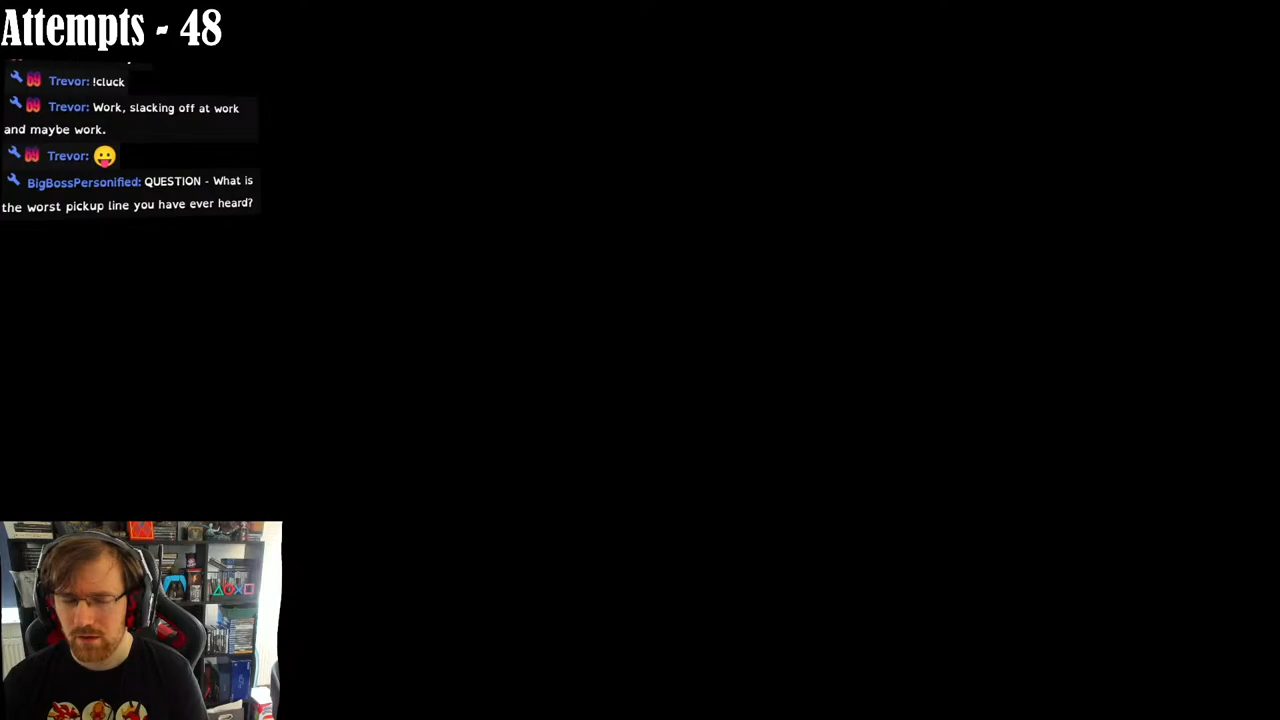 Attempts - 48
Trevor: !cluck
Trevor: Work, slacking off at work
and maybe work.
Trevor: 😛
BigBossPersonified: QUESTION - What is
the worst pickup line you have ever heard?